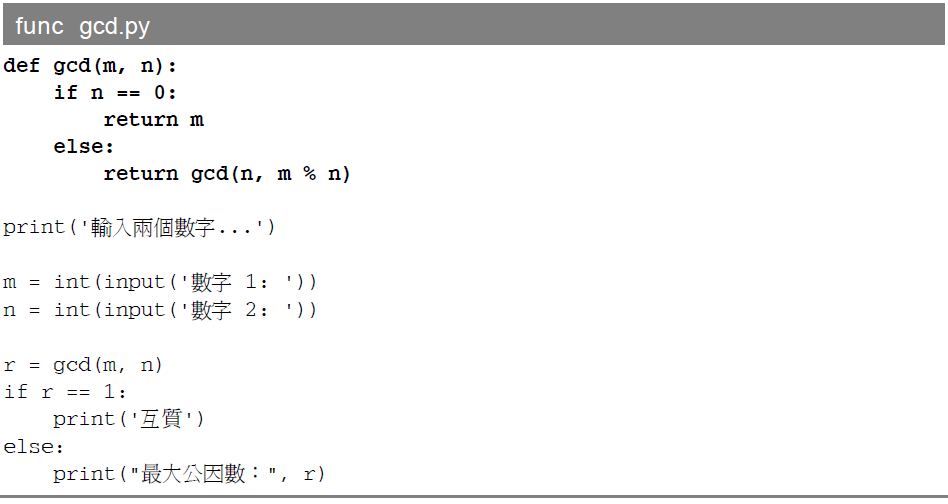 func gcd.py
def gcd(m, n):
    if n == 0:
        return m
    else:
        return gcd(n, m % n)
print('輸入兩個數字...')
m = int(input('數字 1: '))
n = int(input('數字 2: '))
r = gcd(m, n)
if r == 1:
    print('互質')
else:
    print("最大公因數：", r)